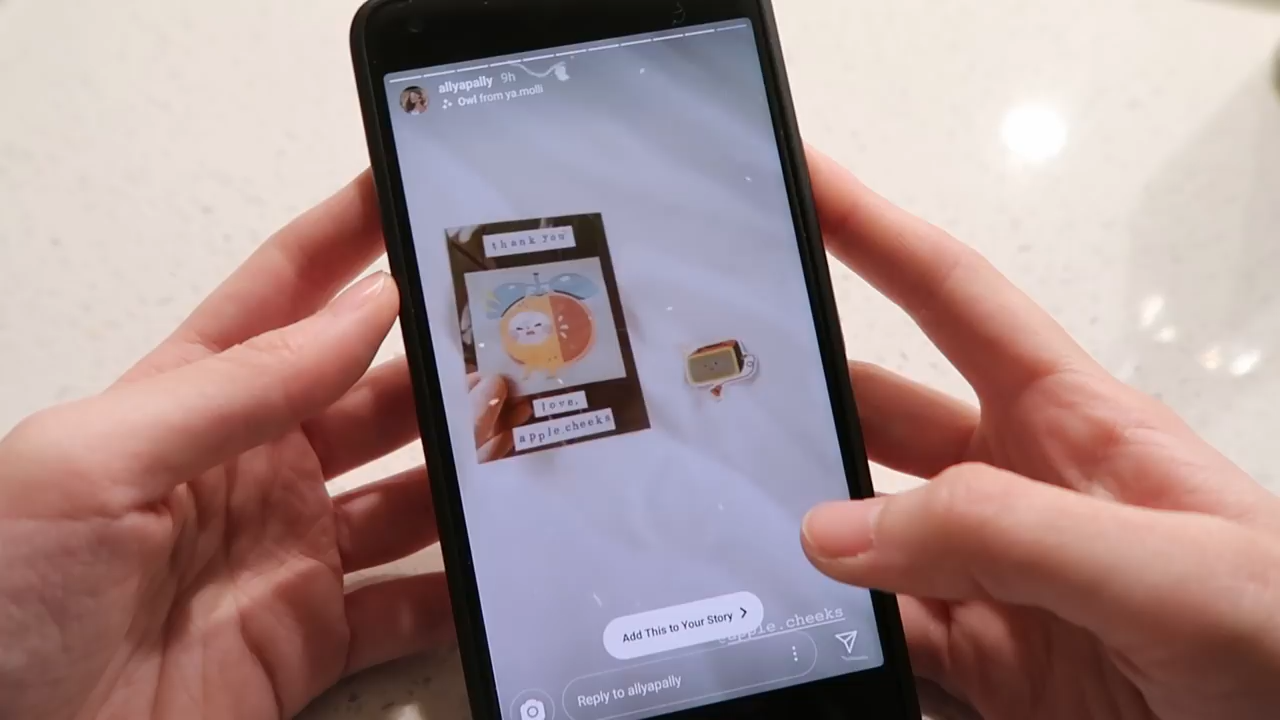 allyapally 9h
Owl from ya.molli
thank you
love,
apple.cheeks
Add This to Your Story
@apple.cheeks
Reply to allyapally